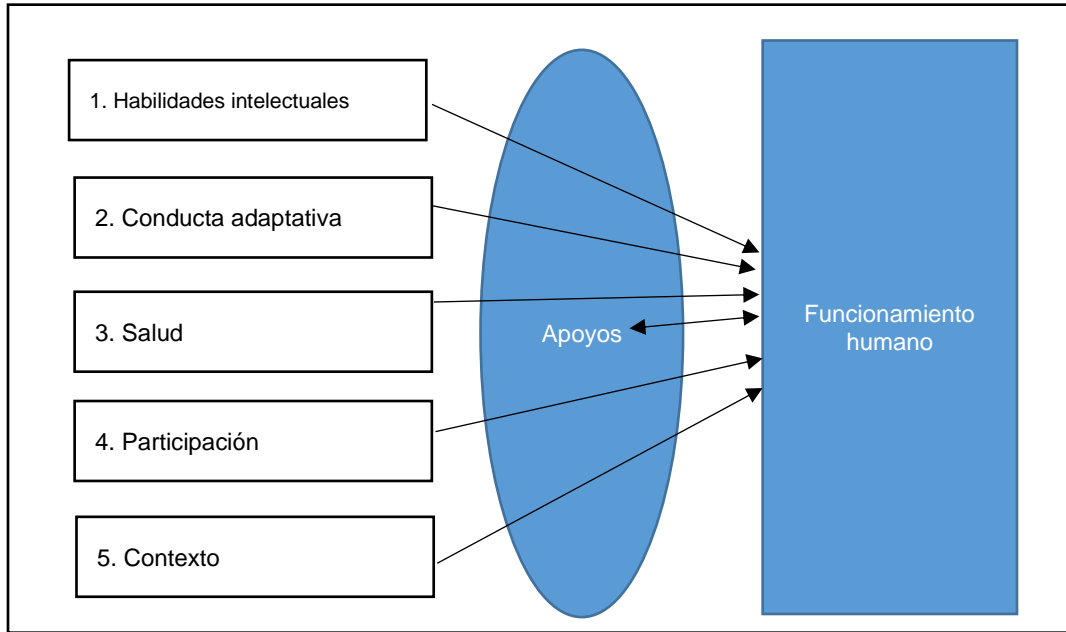 1. Habilidades intelectuales
2. Conducta adaptativa
3. Salud
4. Participación
5. Contexto
Apoyos
Funcionamiento
humano